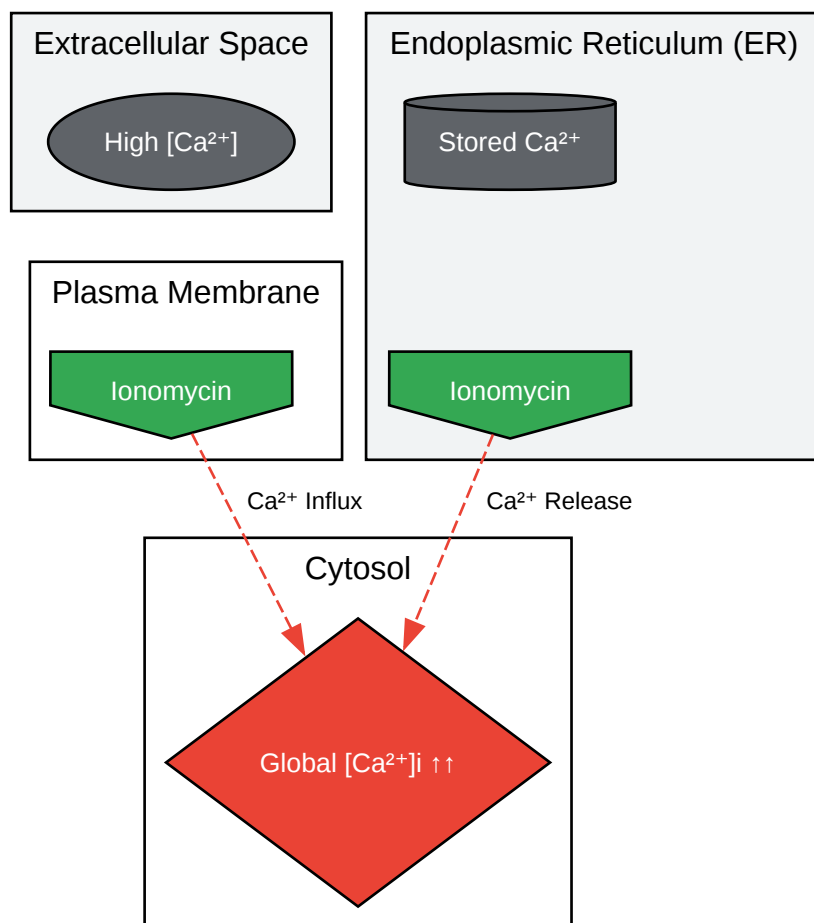 Extracellular Space
High [Ca²⁺]
Endoplasmic Reticulum (ER)
Stored Ca²⁺
Plasma Membrane
Ionomycin
Ionomycin
Ca²⁺ Influx
Ca²⁺ Release
Cytosol
Global [Ca²⁺]i ↑↑